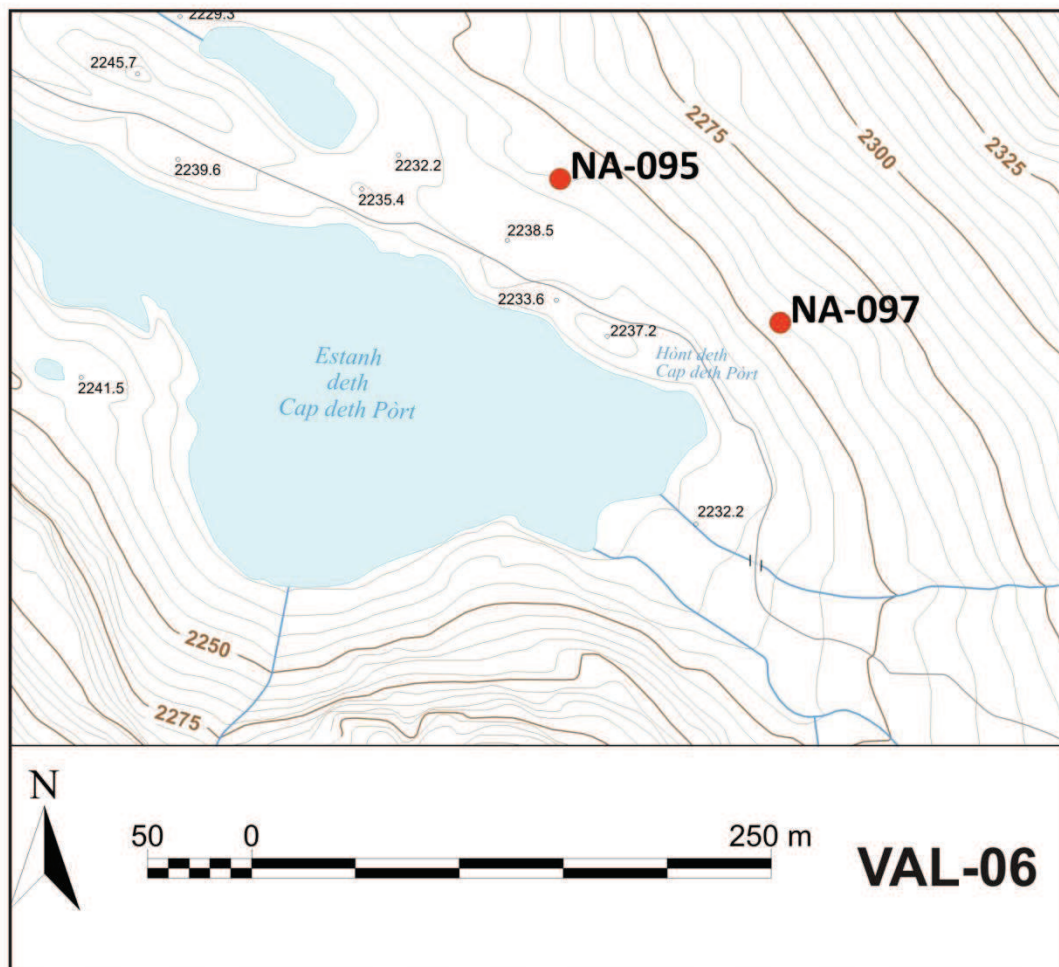 2229.3
2245.7
2275
2300
2325
2239.6
2232.2
NA-095
2235.4
2238.5
2233.6
NA-097
2237.2
Estanh
deth
Cap deth Pòrt
Hònt deth
Cap deth Pòrt
2241.5
2232.2
2250
2275
N
50 0 250 m
VAL-06